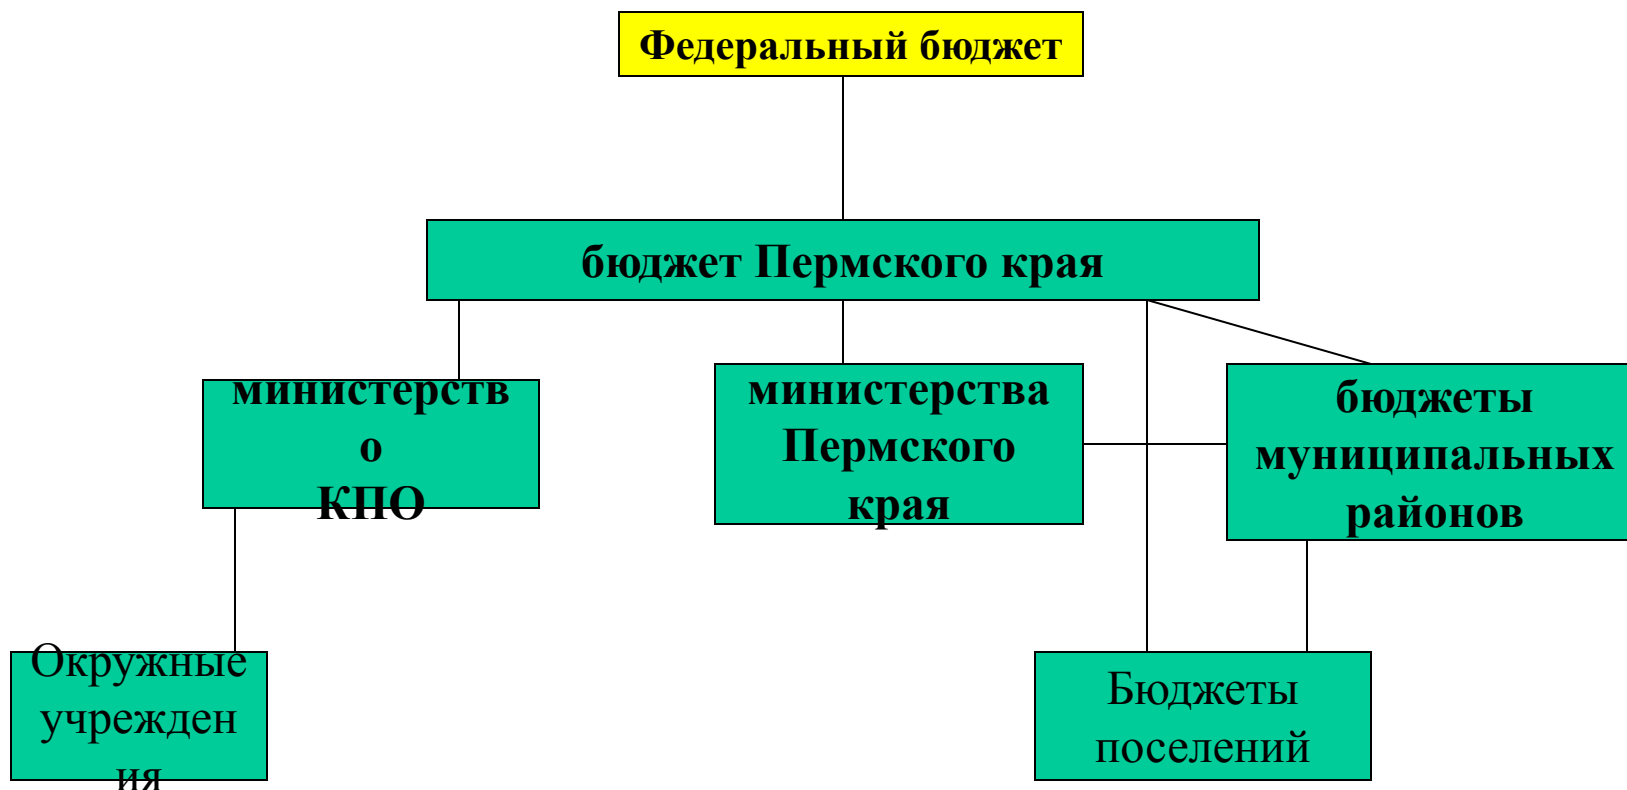 Федеральный бюджет
бюджет Пермского края
министерств
о
КПО
министерства
Пермского
края
бюджеты
муниципальных
районов
Окружные
учрежден
ия
Бюджеты
поселений